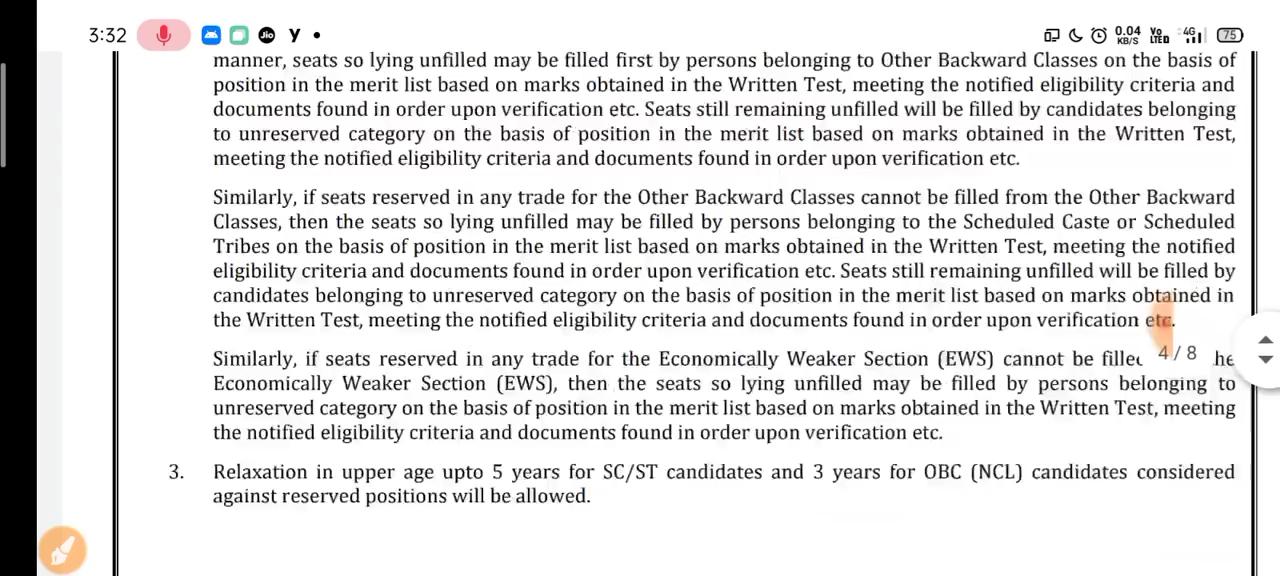 3:32 Jio y 0.04 KB/S Vo LTE 4G 75
manner, seats so lying unfilled may be filled first by persons belonging to Other Backward Classes on the basis of
position in the merit list based on marks obtained in the Written Test, meeting the notified eligibility criteria and
documents found in order upon verification etc. Seats still remaining unfilled will be filled by candidates belonging
to unreserved category on the basis of position in the merit list based on marks obtained in the Written Test,
meeting the notified eligibility criteria and documents found in order upon verification etc.
Similarly, if seats reserved in any trade for the Other Backward Classes cannot be filled from the Other Backward
Classes, then the seats so lying unfilled may be filled by persons belonging to the Scheduled Caste or Scheduled
Tribes on the basis of position in the merit list based on marks obtained in the Written Test, meeting the notified
eligibility criteria and documents found in order upon verification etc. Seats still remaining unfilled will be filled by
candidates belonging to unreserved category on the basis of position in the merit list based on marks obtained in
the Written Test, meeting the notified eligibility criteria and documents found in order upon verification etc.
Similarly, if seats reserved in any trade for the Economically Weaker Section (EWS) cannot be 4/8
Economically Weaker Section (EWS), then the seats so lying unfilled may be filled by persons belonging to
unreserved category on the basis of position in the merit list based on marks obtained in the Written Test, meeting
the notified eligibility criteria and documents found in order upon verification etc.
3. Relaxation in upper age upto 5 years for SC/ST candidates and 3 years for OBC (NCL) candidates considered
against reserved positions will be allowed.